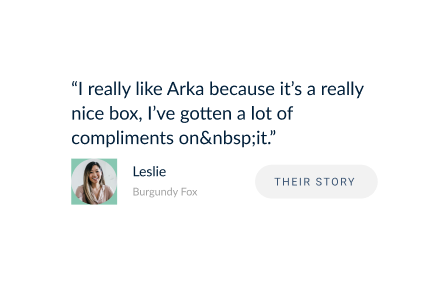 “I really like Arka because it’s a really
nice box, I’ve gotten a lot of
compliments on&nbsp;it.”
Leslie
Burgundy Fox
THEIR STORY